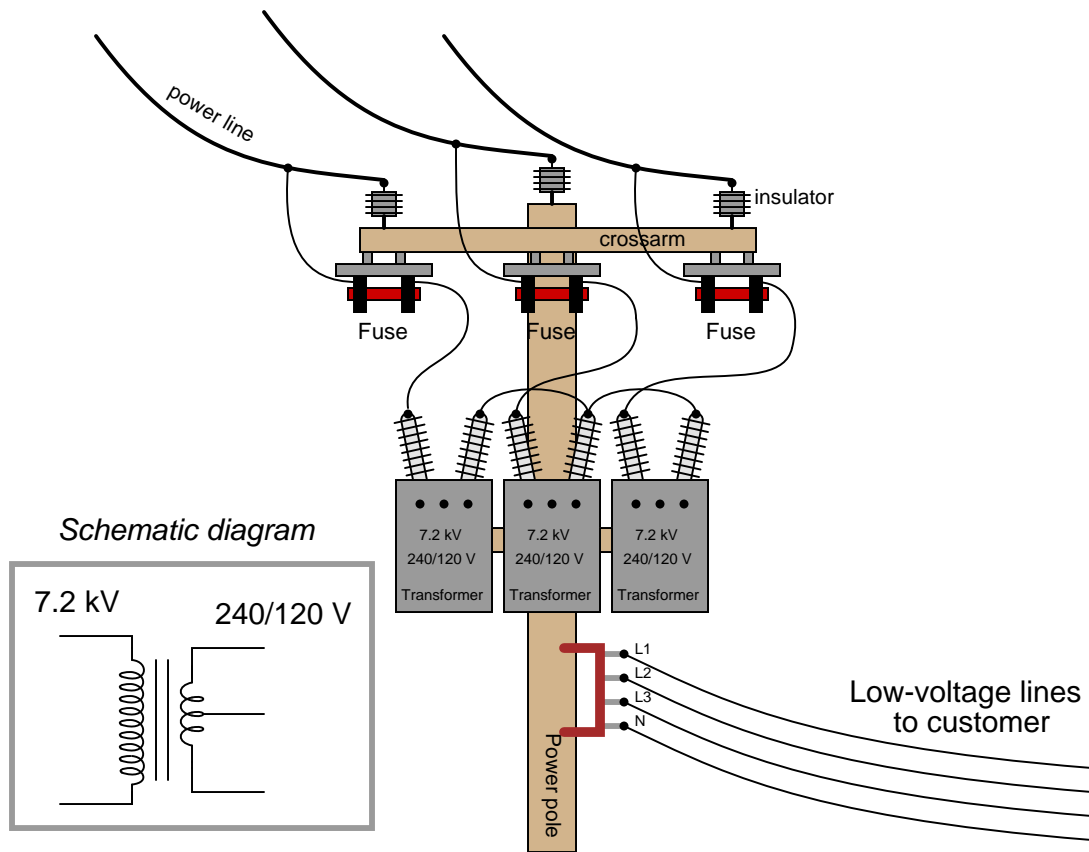 power line
insulator
crossarm
Fuse
Fuse
Fuse
7.2 kV
240/120 V
Transformer
7.2 kV
240/120 V
Transformer
7.2 kV
240/120 V
Transformer
Schematic diagram
7.2 kV
240/120 V
L1
L2
L3
N
Low-voltage lines
to customer
Power pole